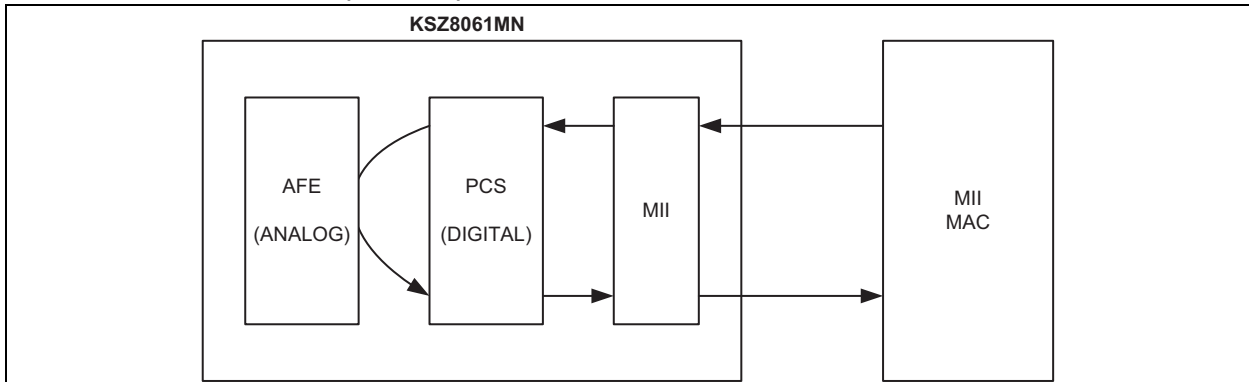 KSZ8061MN
AFE
(ANALOG)
PCS
(DIGITAL)
MII
MII
MAC